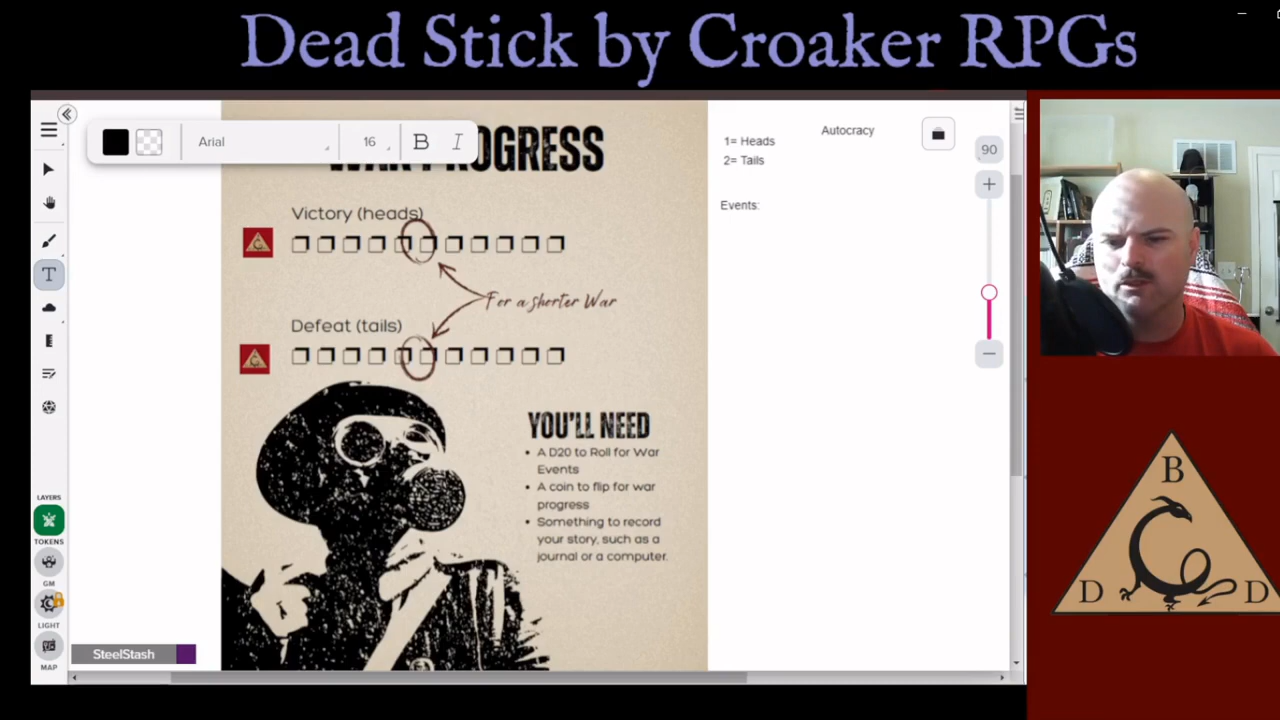 Dead Stick by Croaker RPGs
Arial 16 B I
PROGRESS
Victory (heads)
For a shorter War
Defeat (tails)
YOU'LL NEED
• A D20 to Roll for War
Events
• A coin to flip for war
progress
• Something to record
your story, such as a
journal or a computer.
1= Heads
2= Tails
Autocracy
Events:
90
T
LAYERS
TOKENS
GM
LIGHT
MAP
SteelStash
B
D D